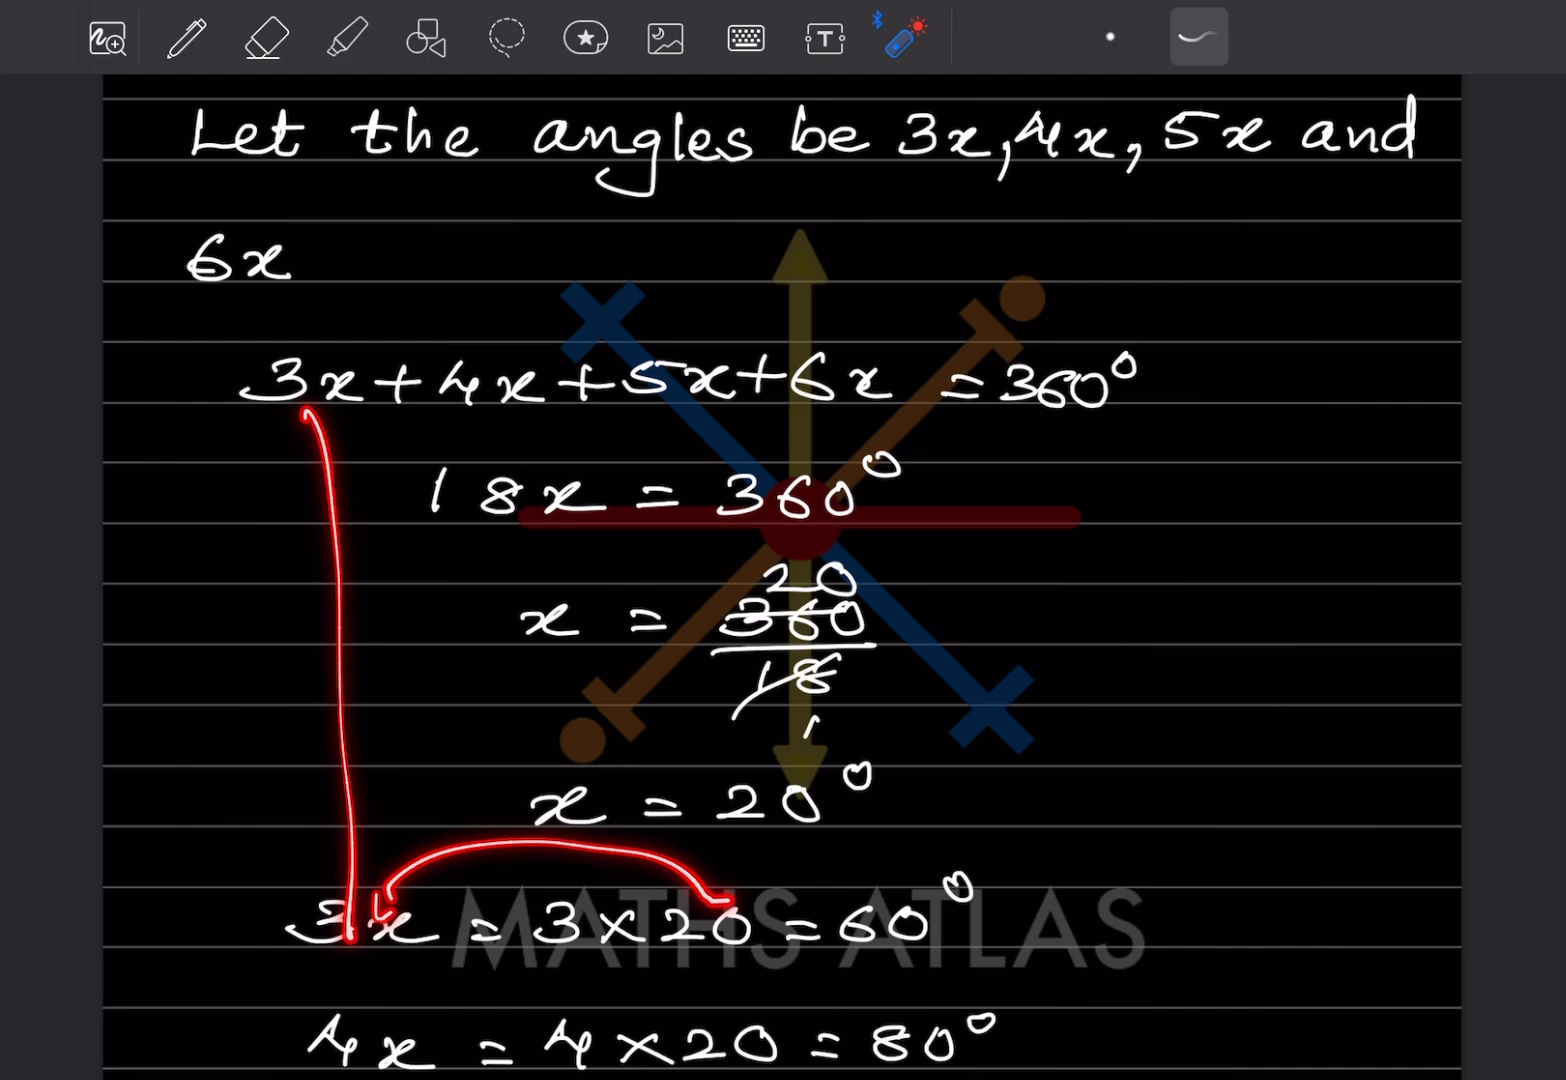 Let the angles be 3x, 4x, 5x and
6x
3x + 4x + 5x + 6x = 360°
18x = 360°
20
x = 360
18
1
x = 20°
3x = 3 × 20 = 60°
MATHS ATLAS
4x = 4 × 20 = 80°